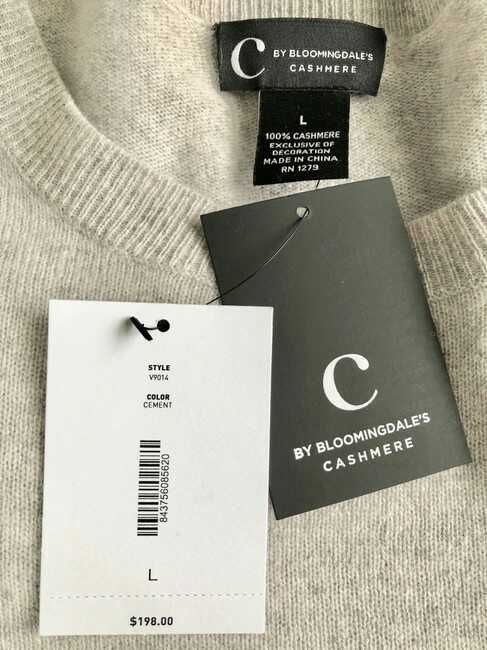 C BY BLOOMINGDALE'S
CASHMERE
L
100% CASHMERE
EXCLUSIVE OF
DECORATION
MADE IN CHINA
RN 1279
C
BY BLOOMINGDALE'S
CASHMERE
STYLE
V9014
COLOR
CEMENT
843756085620
L
$198.00